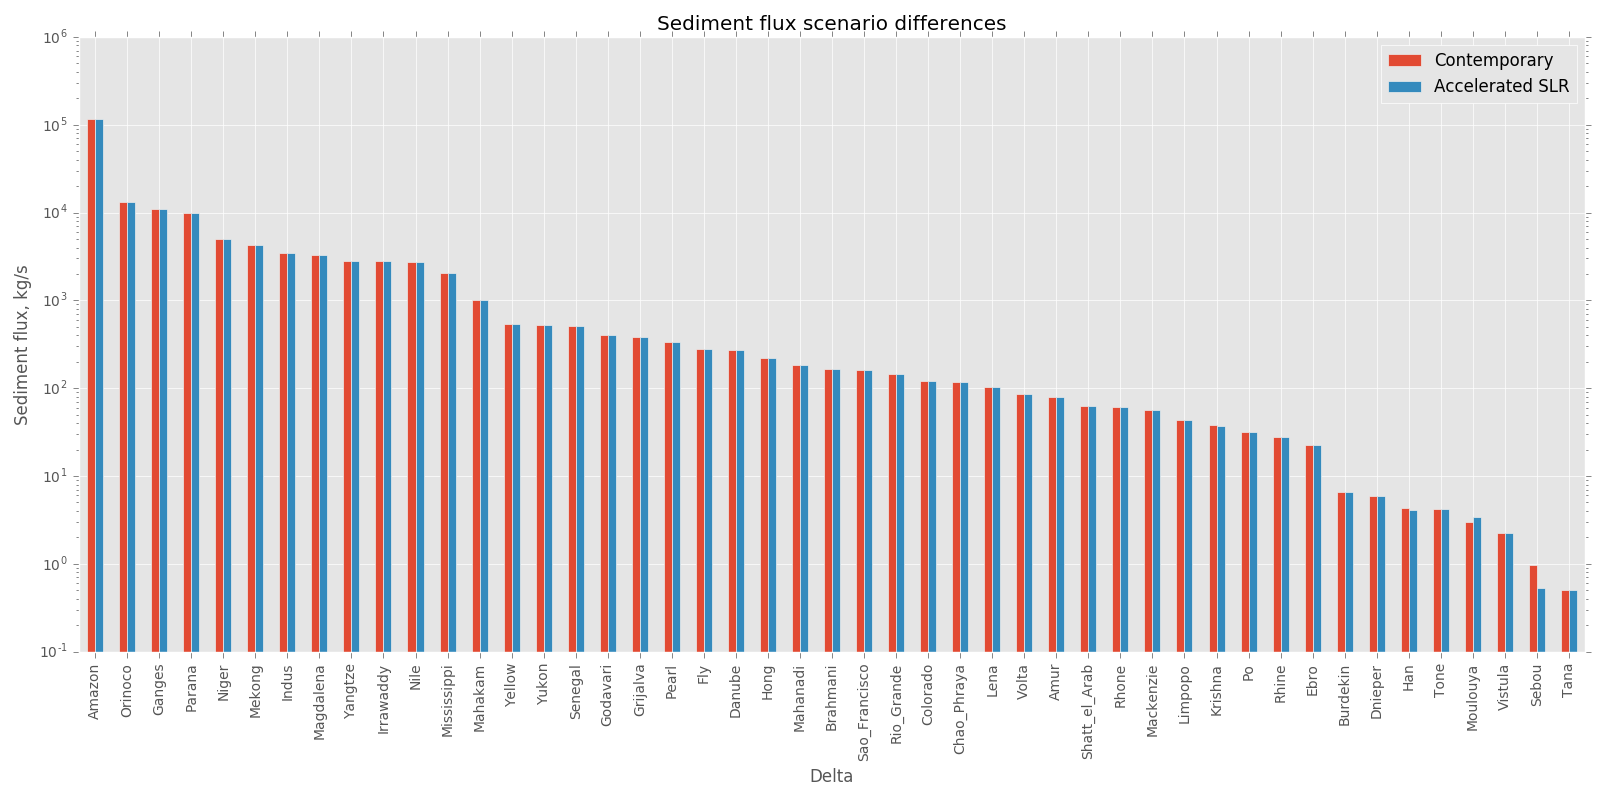 Sediment flux scenario differences
Contemporary
Accelerated SLR
Sediment flux, kg/s
10^6
10^5
10^4
10^3
10^2
10^1
10^0
10^-1
Amazon
Orinoco
Ganges
Parana
Niger
Mekong
Indus
Magdalena
Yangtze
Irrawaddy
Nile
Mississippi
Mahakam
Yellow
Yukon
Senegal
Godavari
Grijalva
Pearl
Fly
Danube
Hong
Mahanadi
Brahmani
Sao_Francisco
Rio_Grande
Colorado
Chao_Phraya
Lena
Volta
Amur
Shatt_el_Arab
Rhone
Mackenzie
Limpopo
Krishna
Po
Rhine
Ebro
Burdekin
Dnieper
Han
Tone
Moulouya
Vistula
Sebou
Tana
Delta